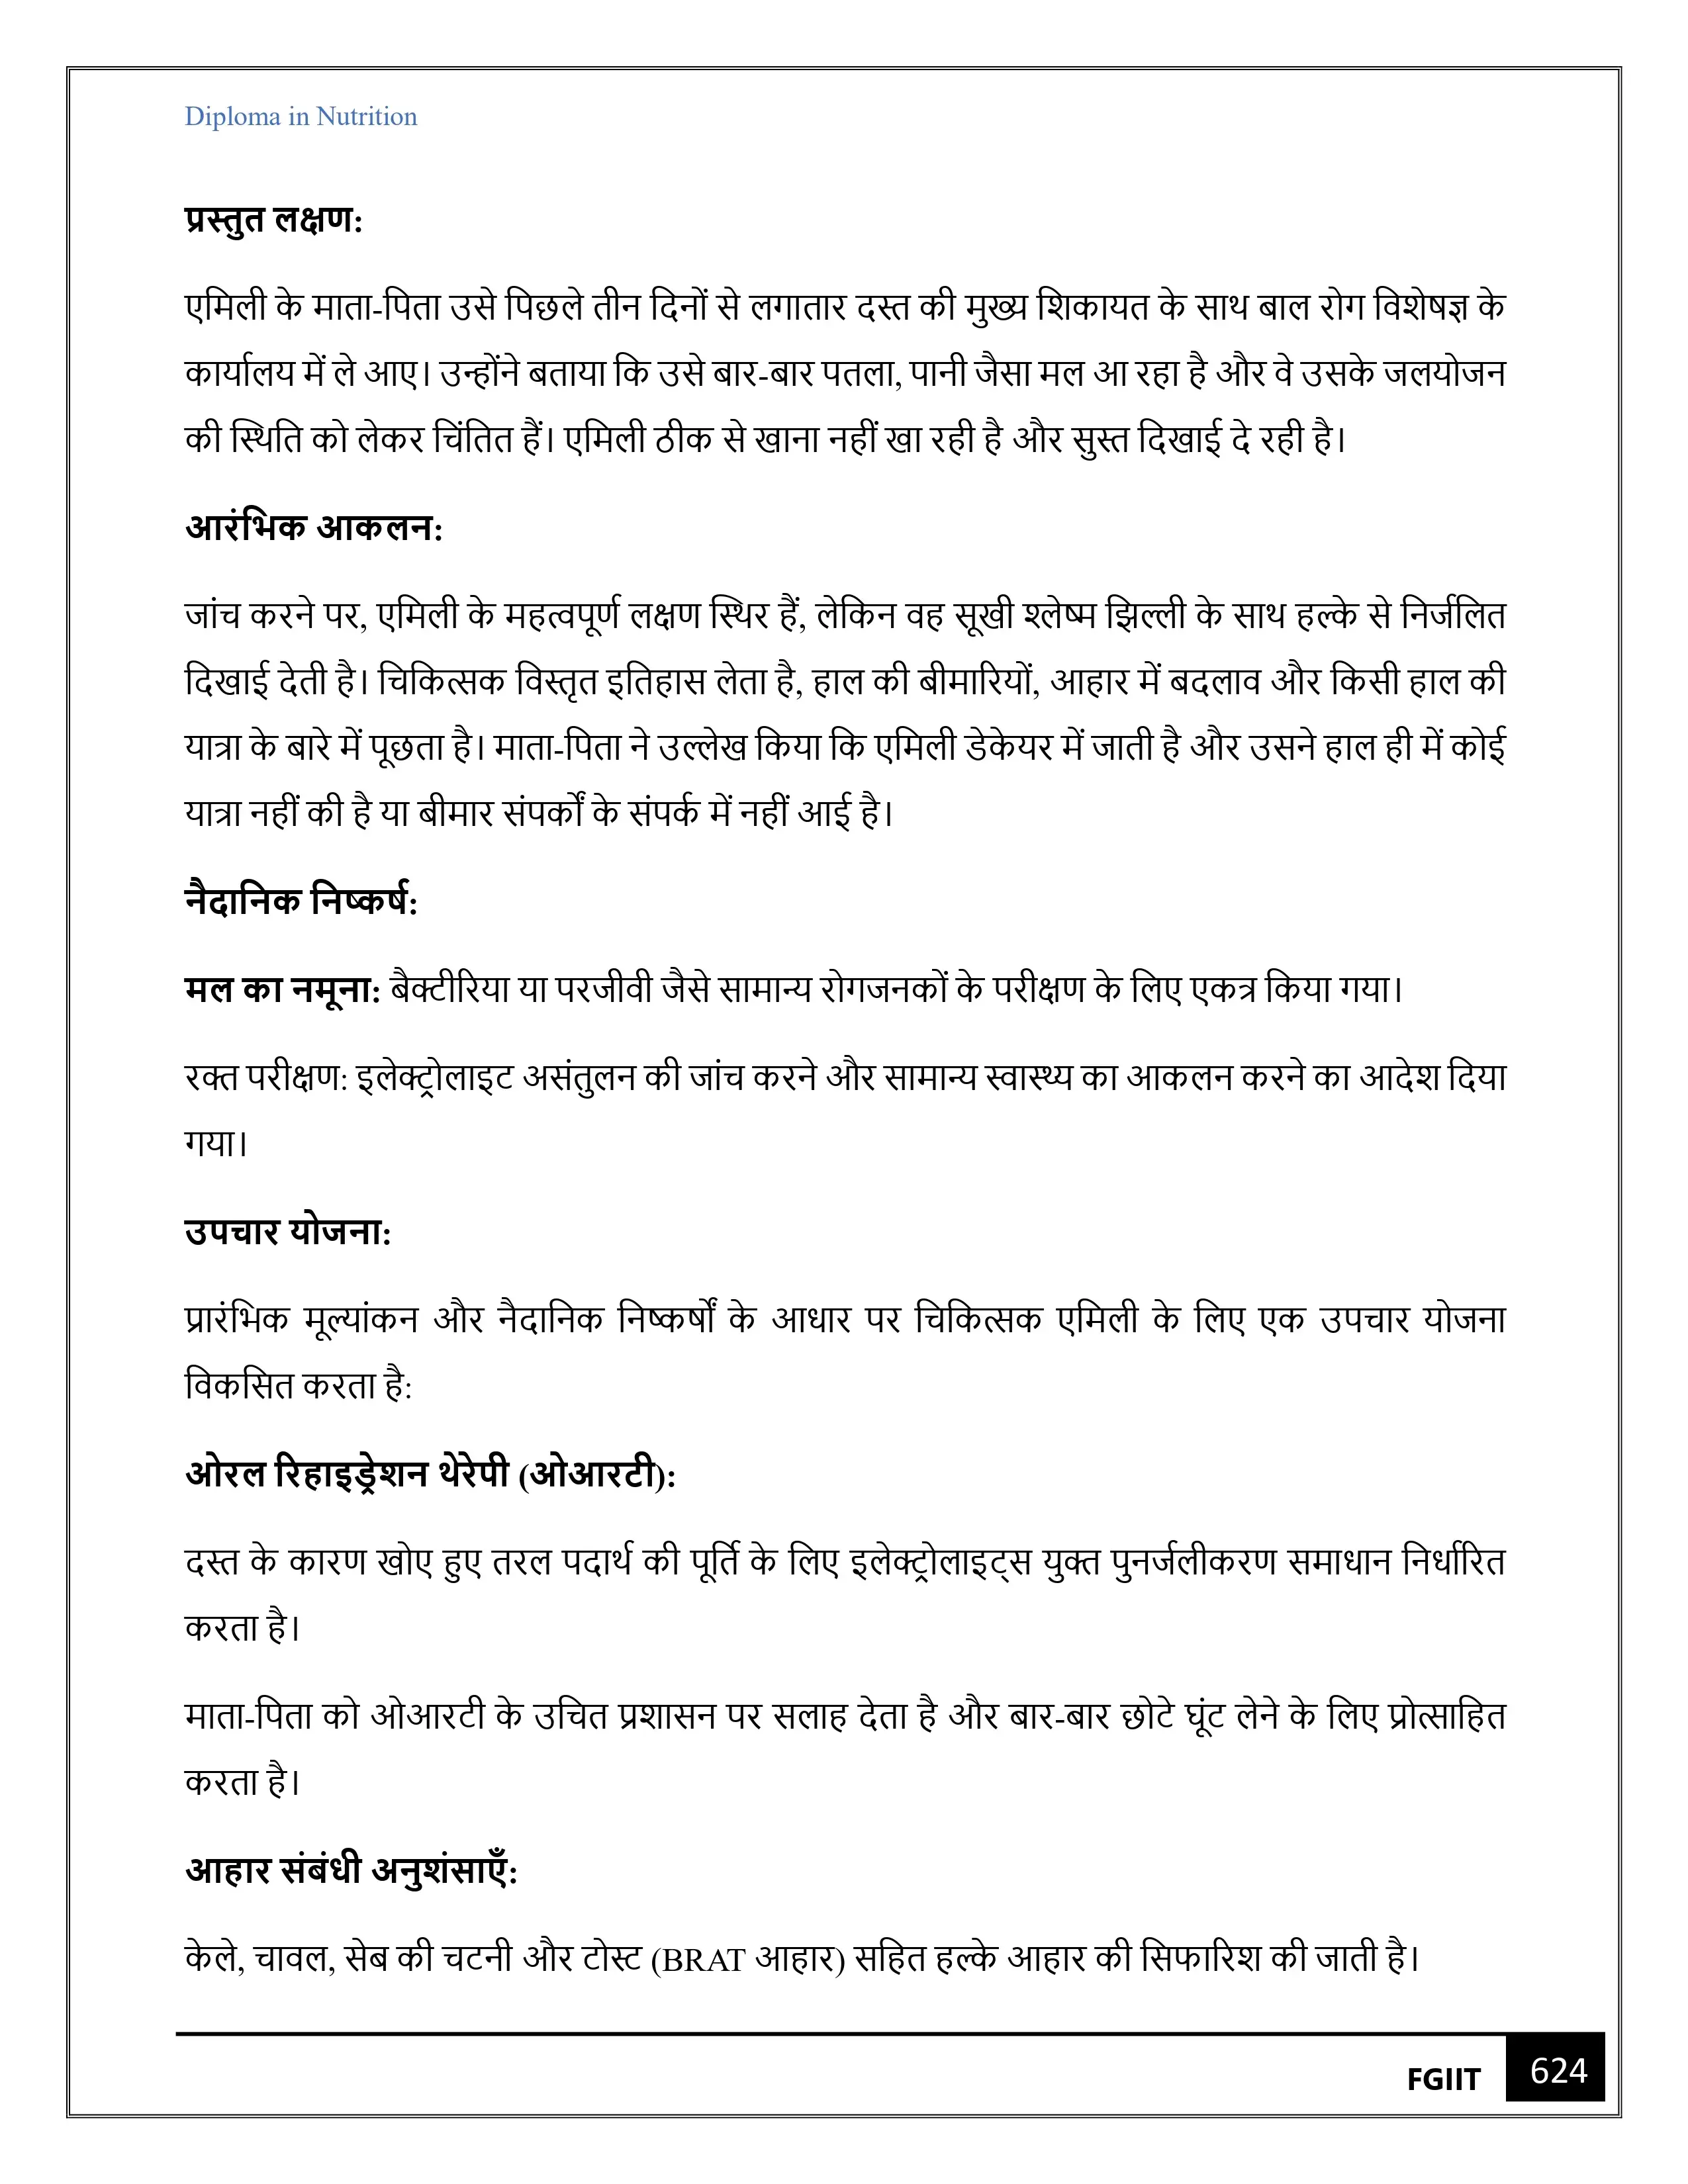 Diploma in Nutrition
प्रस्तुत लक्षण:
एमिली के माता-पिता उसे पिछले तीन दिनों से लगातार दस्त की मुख्य शिकायत के साथ बाल रोग विशेषज्ञ के
कार्यालय में ले आए। उन्होंने बताया कि उसे बार-बार पतला, पानी जैसा मल आ रहा है और वे उसके जलयोजन
की स्थिति को लेकर चिंतित हैं। एमिली ठीक से खाना नहीं खा रही है और सुस्त दिखाई दे रही है।
आरंभिक आकलन:
जांच करने पर, एमिली के महत्वपूर्ण लक्षण स्थिर हैं, लेकिन वह सूखी श्लेष्म झिल्ली के साथ हल्के से निर्जलित
दिखाई देती है। चिकित्सक विस्तृत इतिहास लेता है, हाल की बीमारियों, आहार में बदलाव और किसी हाल की
यात्रा के बारे में पूछता है। माता-पिता ने उल्लेख किया कि एमिली डेकेयर में जाती है और उसने हाल ही में कोई
यात्रा नहीं की है या बीमार संपर्कों के संपर्क में नहीं आई है।
नैदानिक निष्कर्ष:
मल का नमूना: बैक्टीरिया या परजीवी जैसे सामान्य रोगजनकों के परीक्षण के लिए एकत्र किया गया।
रक्त परीक्षण: इलेक्ट्रोलाइट असंतुलन की जांच करने और सामान्य स्वास्थ्य का आकलन करने का आदेश दिया
गया।
उपचार योजना:
प्रारंभिक मूल्यांकन और नैदानिक निष्कर्षों के आधार पर चिकित्सक एमिली के लिए एक उपचार योजना
विकसित करता है:
ओरल रिहाइड्रेशन थेरेपी (ओआरटी):
दस्त के कारण खोए हुए तरल पदार्थ की पूर्ति के लिए इलेक्ट्रोलाइट्स युक्त पुनर्जलीकरण समाधान निर्धारित
करता है।
माता-पिता को ओआरटी के उचित प्रशासन पर सलाह देता है और बार-बार छोटे घूंट लेने के लिए प्रोत्साहित
करता है।
आहार संबंधी अनुशंसाएँ:
केले, चावल, सेब की चटनी और टोस्ट (BRAT आहार) सहित हल्के आहार की सिफारिश की जाती है।
FGIIT 624